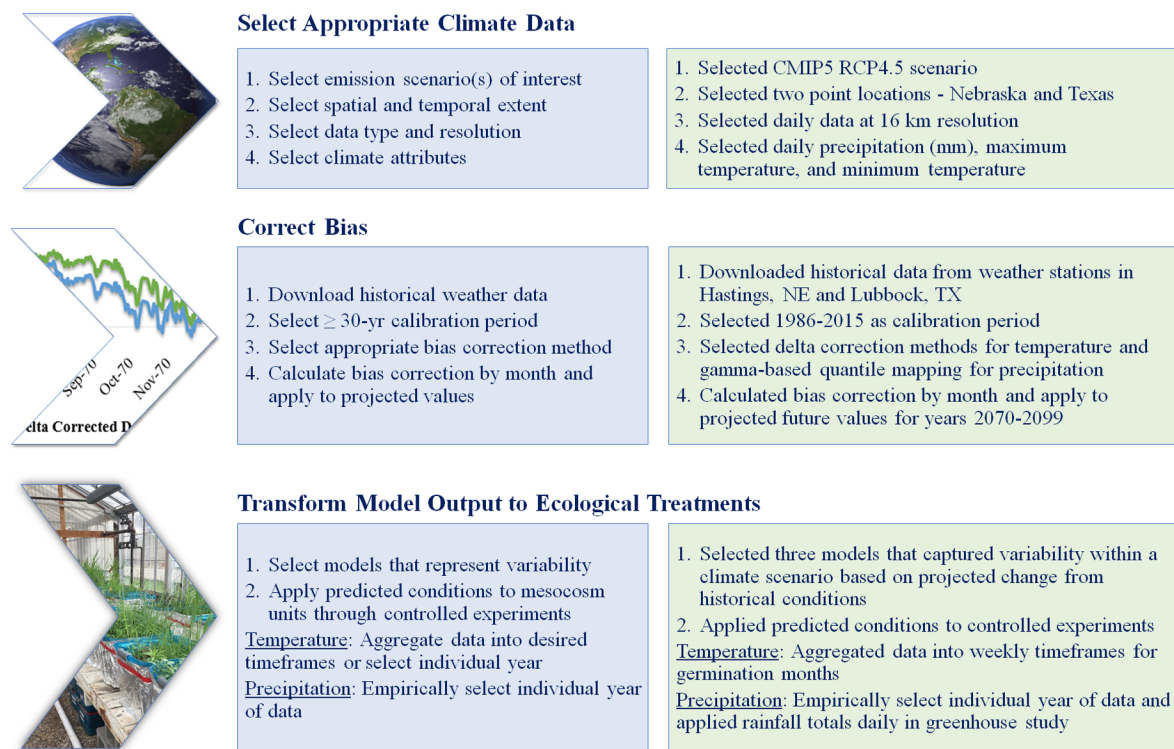 Select Appropriate Climate Data
1. Select emission scenario(s) of interest
2. Select spatial and temporal extent
3. Select data type and resolution
4. Select climate attributes
1. Selected CMIP5 RCP4.5 scenario
2. Selected two point locations - Nebraska and Texas
3. Selected daily data at 16 km resolution
4. Selected daily precipitation (mm), maximum
temperature, and minimum temperature
Correct Bias
Sep-70
Oct-70
Nov-70
elta Corrected D
1. Download historical weather data
2. Select ≥ 30-yr calibration period
3. Select appropriate bias correction method
4. Calculate bias correction by month and
apply to projected values
1. Downloaded historical data from weather stations in
Hastings, NE and Lubbock, TX
2. Selected 1986-2015 as calibration period
3. Selected delta correction methods for temperature and
gamma-based quantile mapping for precipitation
4. Calculated bias correction by month and apply to
projected future values for years 2070-2099
Transform Model Output to Ecological Treatments
1. Select models that represent variability
2. Apply predicted conditions to mesocosm
units through controlled experiments
Temperature: Aggregate data into desired
timeframes or select individual year
Precipitation: Empirically select individual year
of data
1. Selected three models that captured variability within a
climate scenario based on projected change from
historical conditions
2. Applied predicted conditions to controlled experiments
Temperature: Aggregated data into weekly timeframes for
germination months
Precipitation: Empirically select individual year of data and
applied rainfall totals daily in greenhouse study